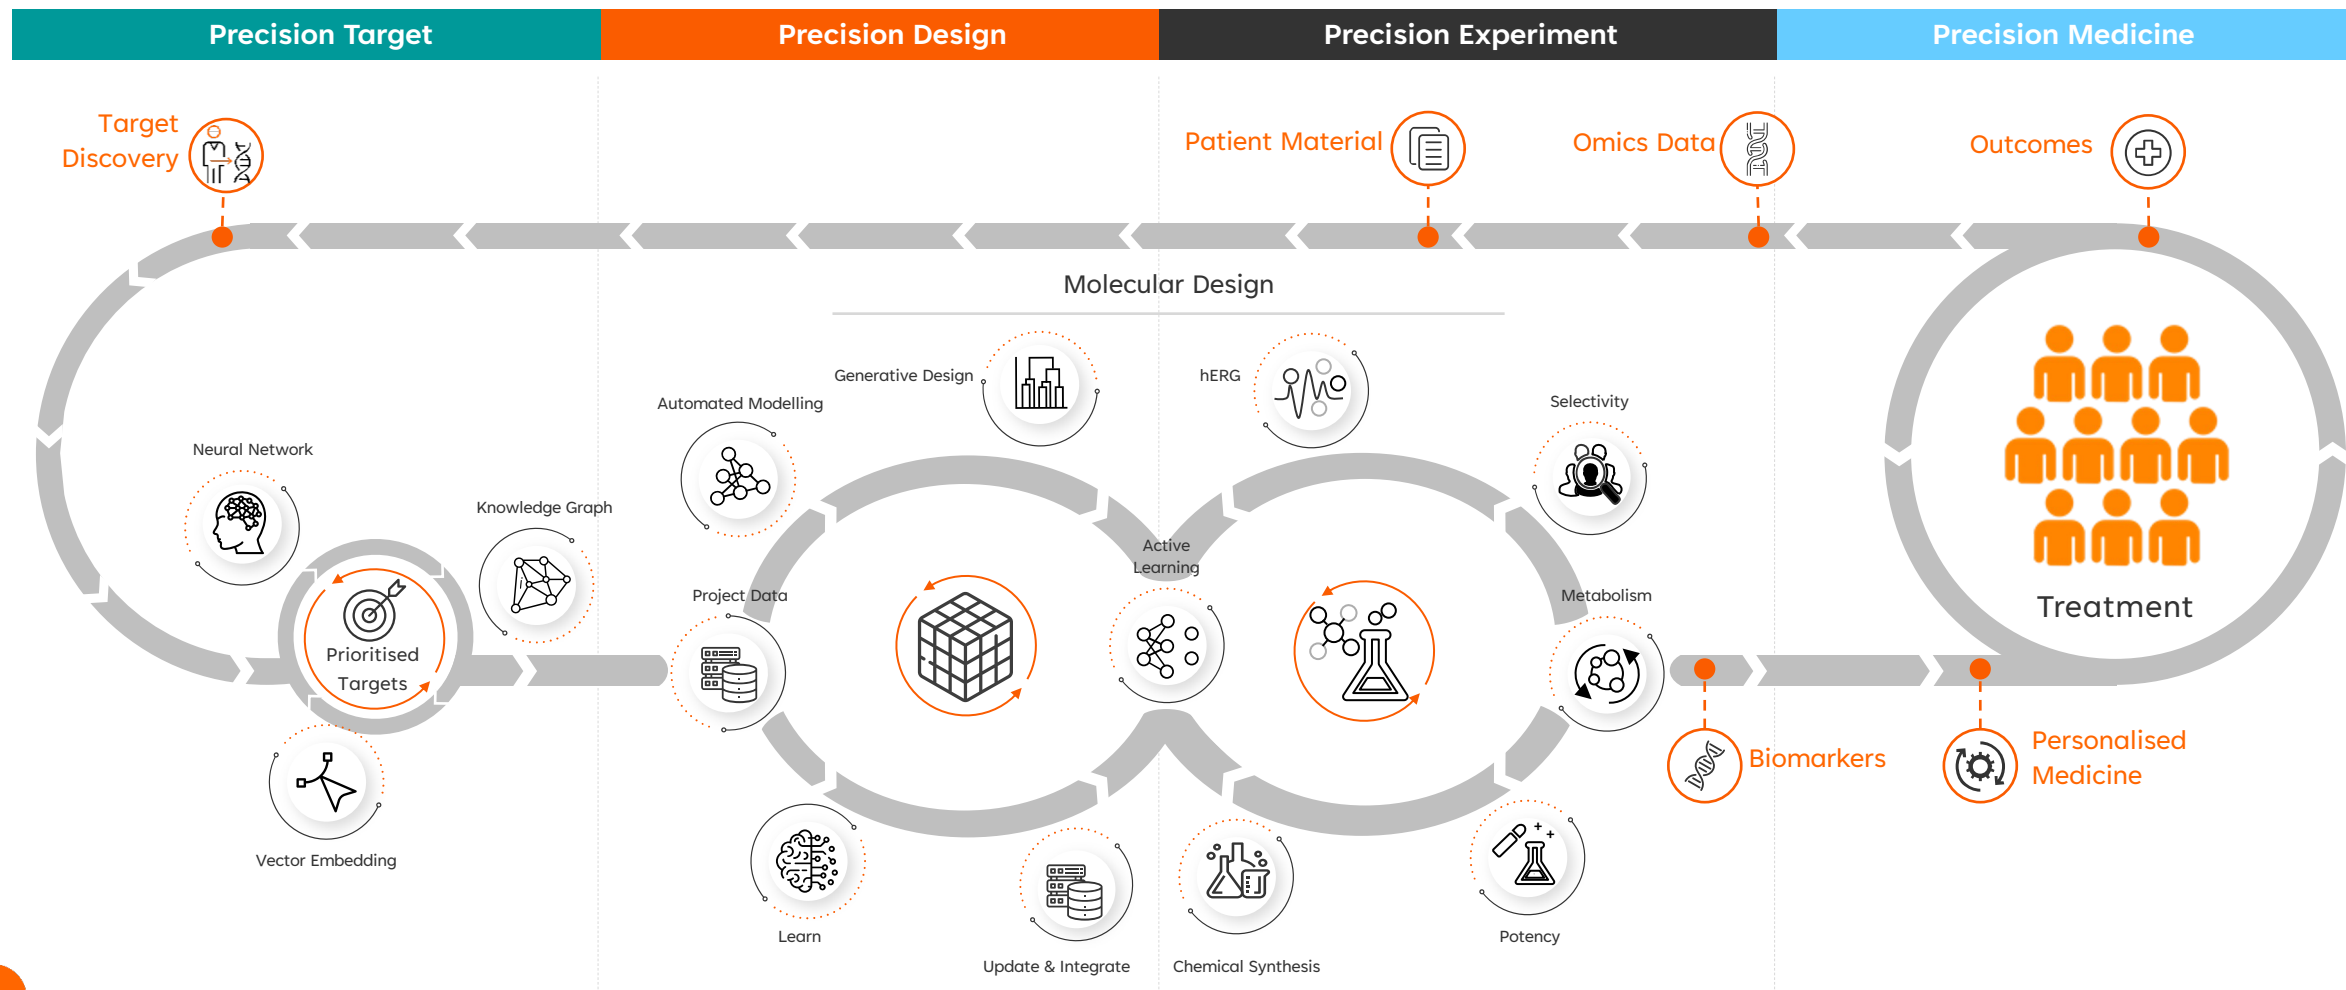 Precision Target
Precision Design
Precision Experiment
Precision Medicine
Target
Discovery
Patient Material
Omics Data
Outcomes
Molecular Design
Generative Design
hERG
Automated Modelling
Selectivity
Neural Network
Knowledge Graph
Active
Learning
Project Data
Metabolism
Treatment
Prioritised
Targets
Biomarkers
Personalised
Medicine
Vector Embedding
Learn
Potency
Update & Integrate
Chemical Synthesis